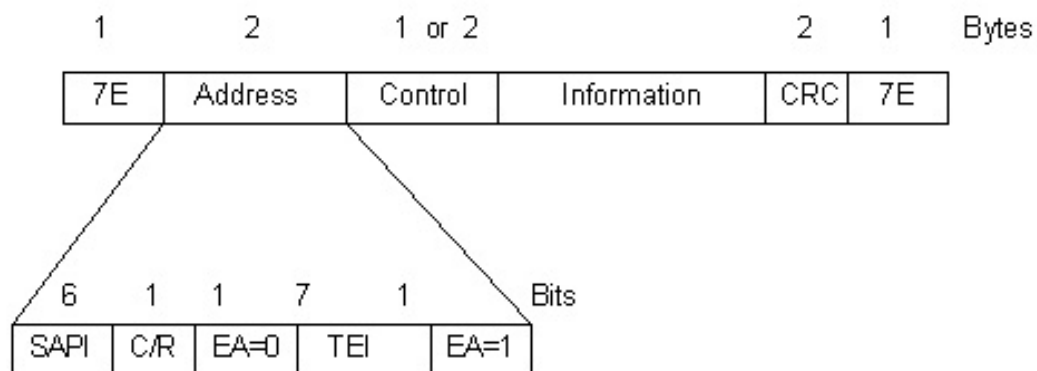 1 2 1 or 2 2 1 Bytes
7E Address Control Information CRC 7E
6 1 1 7 1 Bits
SAPI C/R EA=0 TEI EA=1